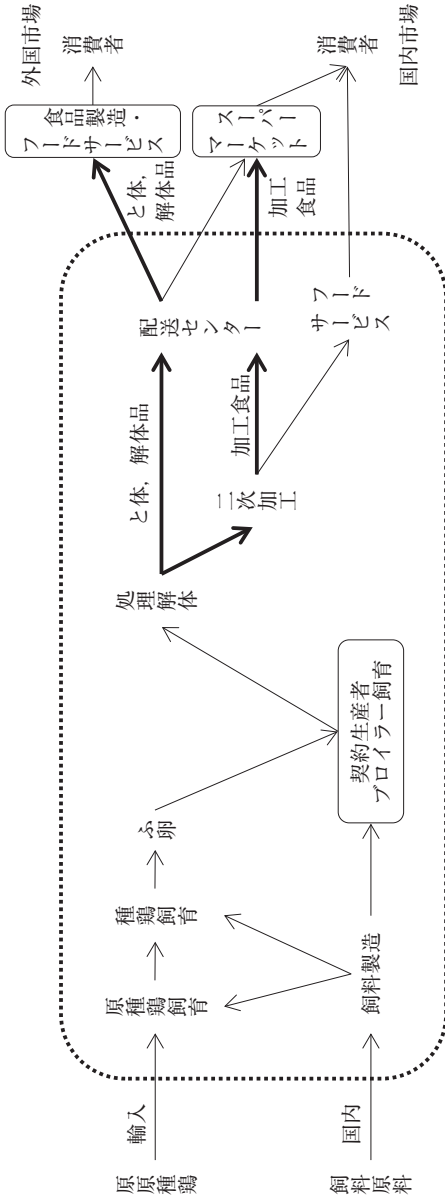 原原種鶏
輸入
原種鶏飼育
種鶏飼育
ふ卵
飼料原料
国内
飼料製造
契約生産者
ブロイラー飼育
処理解体
と体，解体品
二次加工
加工食品
配送センター
フード
サービス
と体，
解体品
加工
食品
食品製造・
フードサービス
スーパー
マーケット
外国市場
消費者
消費者
国内市場